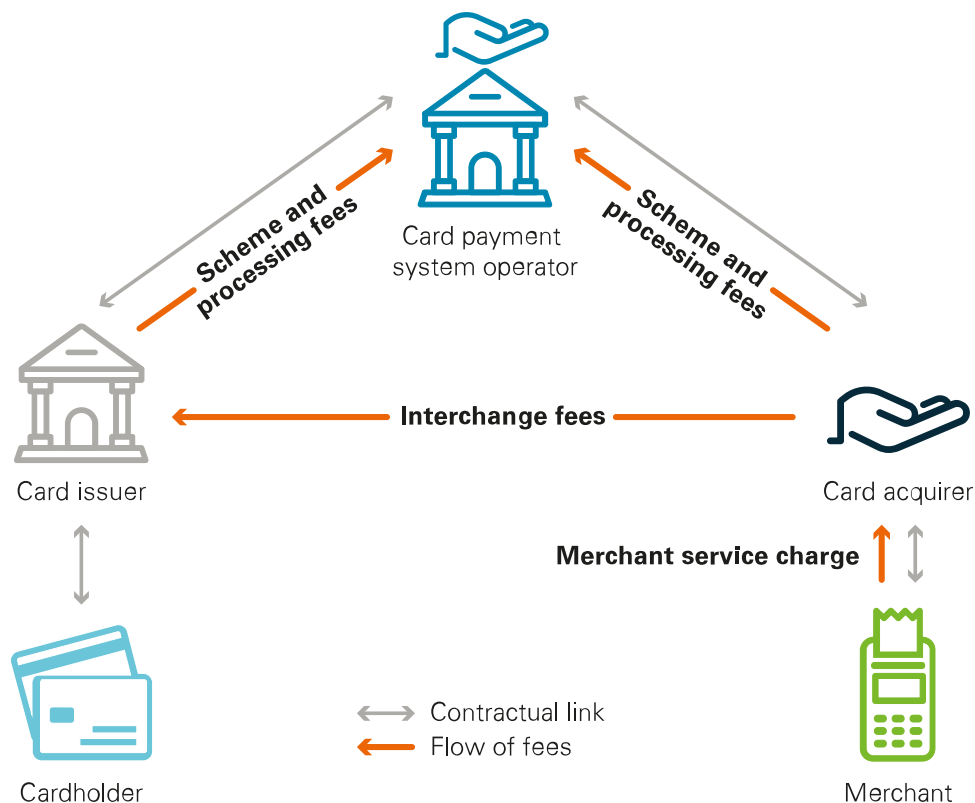 Card payment
system operator
Scheme and
processing fees
Scheme and
processing fees
Interchange fees
Card issuer
Card acquirer
Merchant service charge
Contractual link
Flow of fees
Cardholder
Merchant